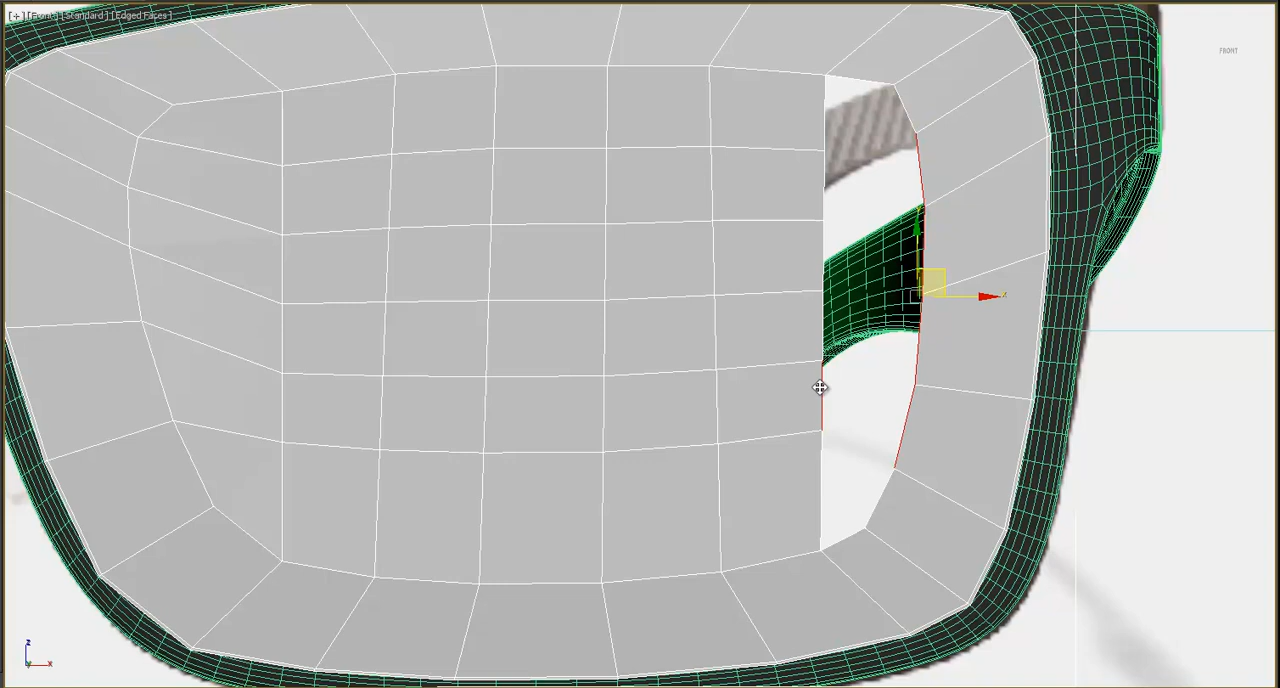 [+] [Front] [Standard] [Edged Faces]
FRONT
x
z
y
x